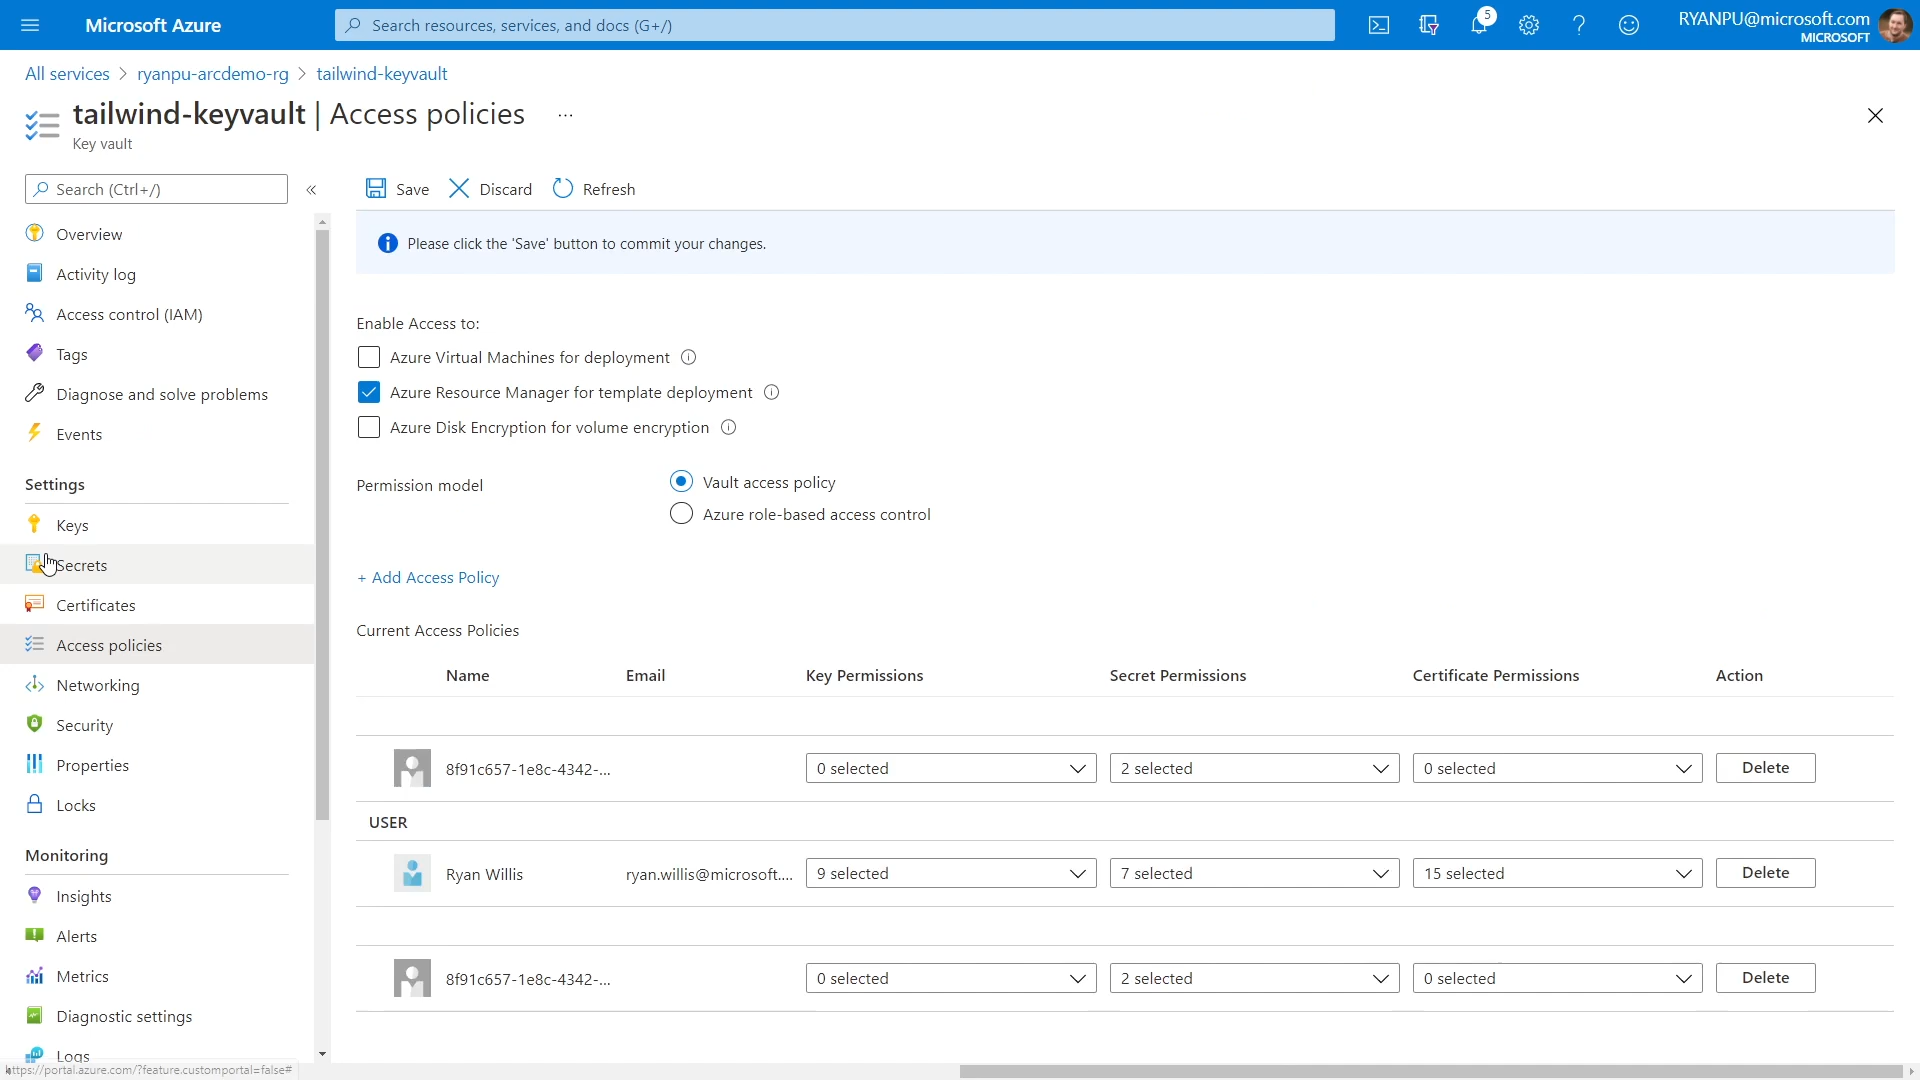 Microsoft Azure
Search resources, services, and docs (G+/)
5
RYANPU@microsoft.com
MICROSOFT
All services > ryanpu-arcdemo-rg > tailwind-keyvault
tailwind-keyvault | Access policies ...
Key vault
Search (Ctrl+/)
«
Save
Discard
Refresh
Please click the 'Save' button to commit your changes.
Overview
Activity log
Access control (IAM)
Tags
Diagnose and solve problems
Events
Settings
Keys
Secrets
Certificates
Access policies
Networking
Security
Properties
Locks
Monitoring
Insights
Alerts
Metrics
Diagnostic settings
Logs
Enable Access to:
Azure Virtual Machines for deployment
Azure Resource Manager for template deployment
Azure Disk Encryption for volume encryption
Permission model
Vault access policy
Azure role-based access control
+ Add Access Policy
Current Access Policies
Name Email Key Permissions Secret Permissions Certificate Permissions Action
8f91c657-1e8c-4342-... 0 selected 2 selected 0 selected Delete
USER
Ryan Willis ryan.willis@microsoft.... 9 selected 7 selected 15 selected Delete
8f91c657-1e8c-4342-... 0 selected 2 selected 0 selected Delete
https://portal.azure.com/?feature.customportal=false#